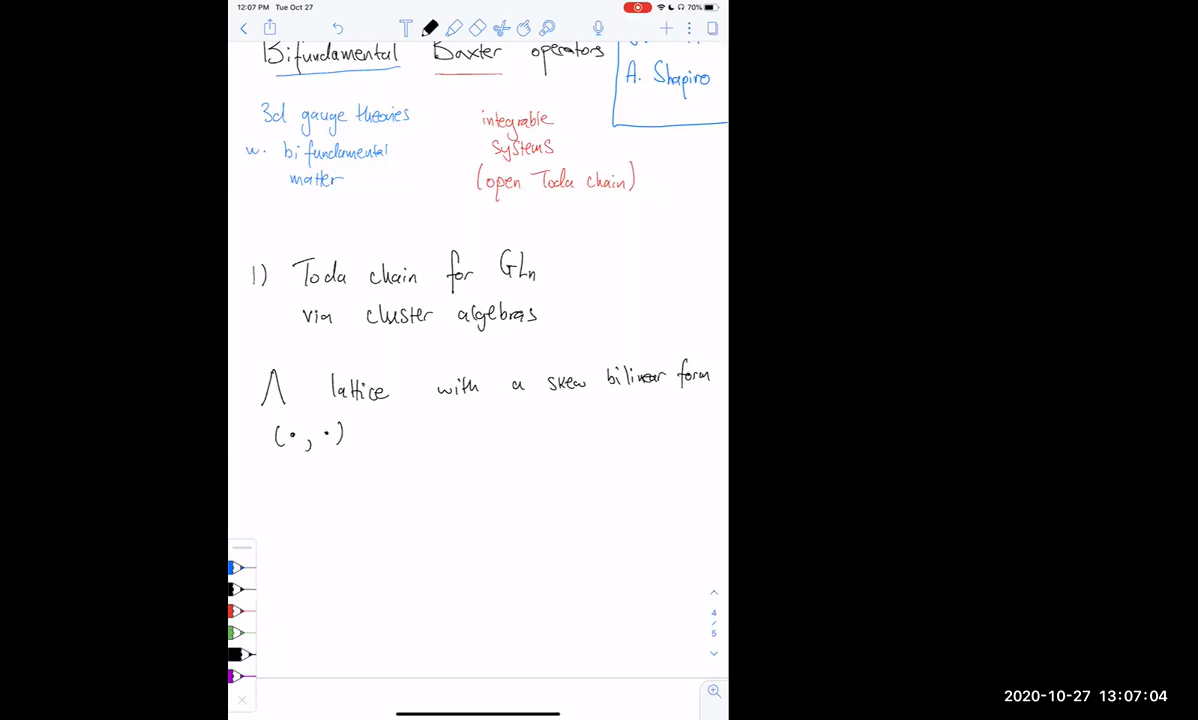 12:07 PM Tue Oct 27
70%
Bifundamental Baxter operators
A. Shapiro
3d gauge theories
w. bifundamental
matter
integrable
systems
(open Toda chain)
1) Toda chain for GLn
via cluster algebras
Λ lattice with a skew bilinear form
(·,·)
4
/
5
2020-10-27 13:07:04